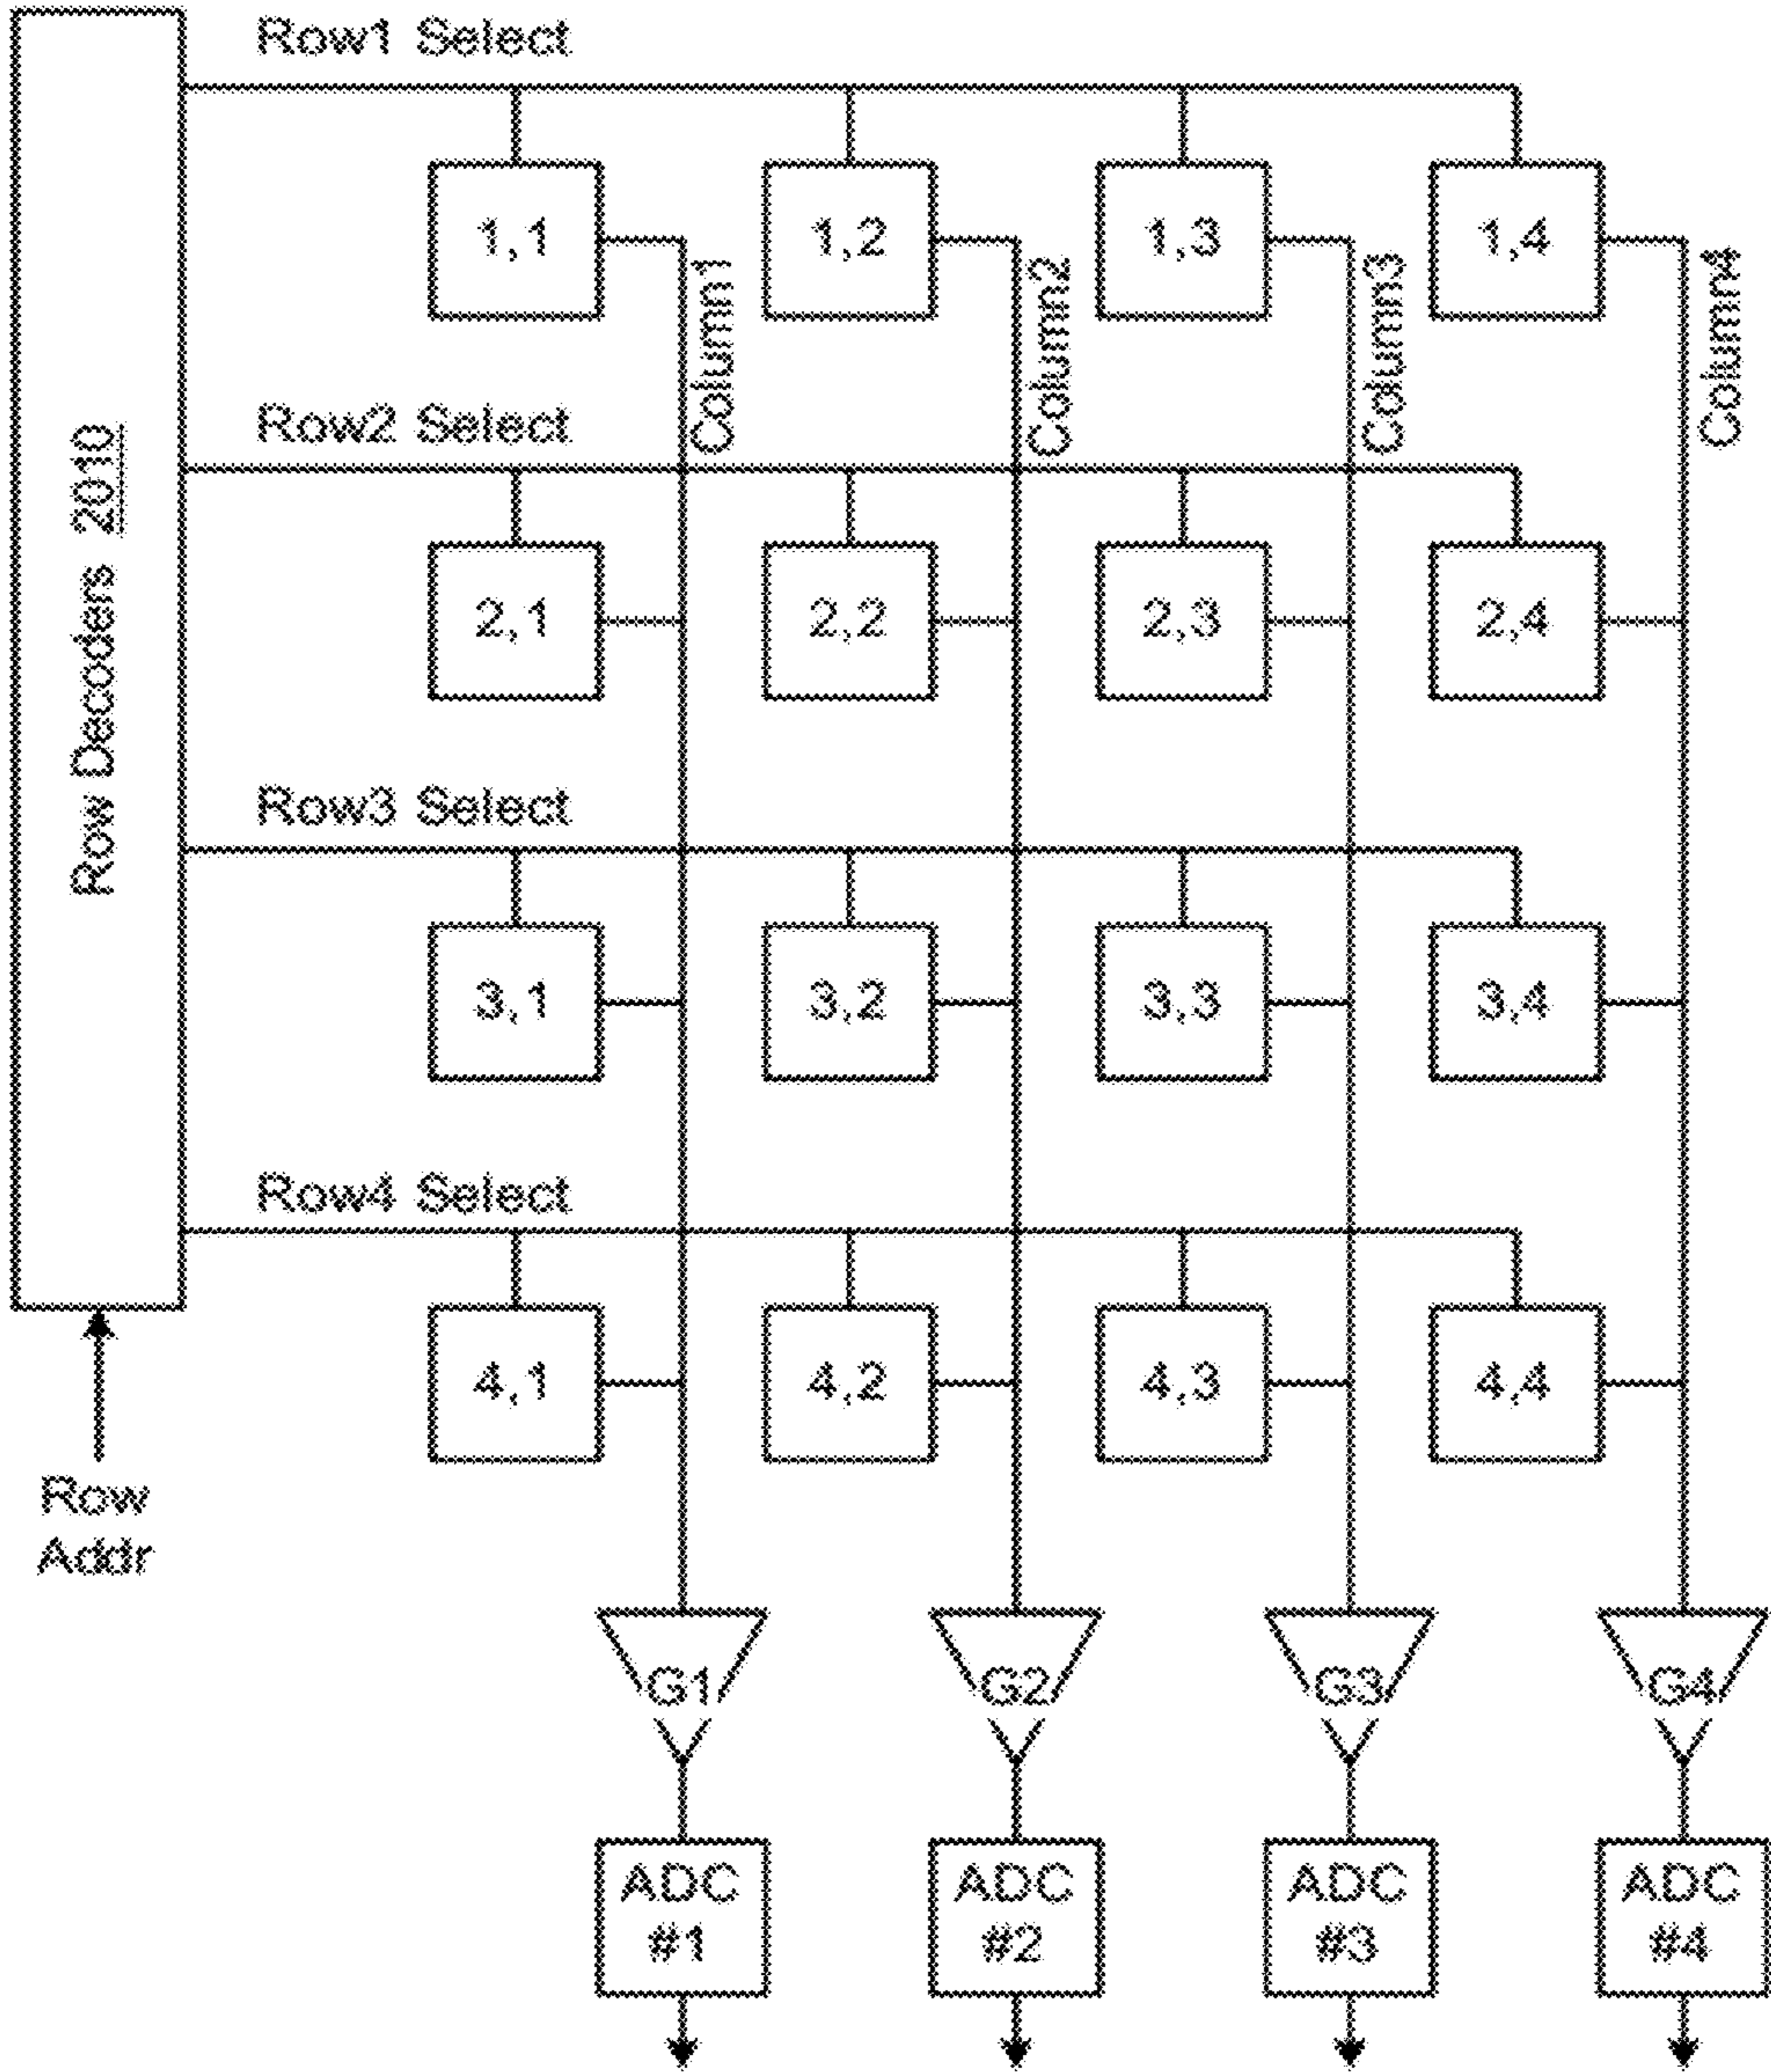 Row1 Select
1,1
1,2
1,3
1,4
Column1
Column2
Column3
Column4
Row Decoders 2010
Row2 Select
2,1
2,2
2,3
2,4
Row3 Select
3,1
3,2
3,3
3,4
Row4 Select
4,1
4,2
4,3
4,4
Row
Addr
G1
G2
G3
G4
ADC
#1
ADC
#2
ADC
#3
ADC
#4